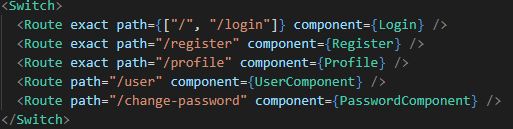 <Switch>
<Route exact path={["/", "/login"]} component={Login} />
<Route exact path="/register" component={Register} />
<Route exact path="/profile" component={Profile} />
<Route path="/user" component={UserComponent} />
<Route path="/change-password" component={PasswordComponent} />
</Switch>